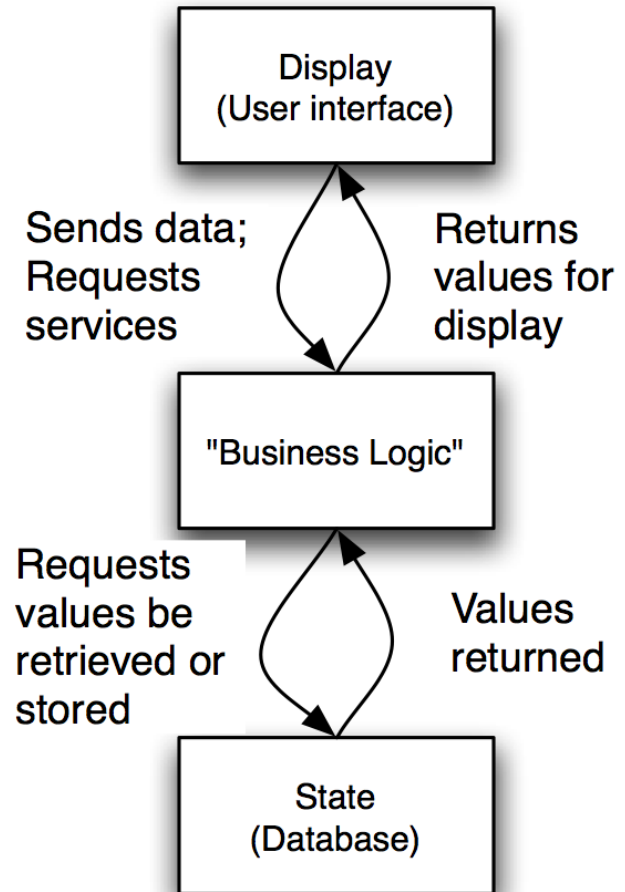 Display
(User interface)
Sends data;
Requests
services
Returns
values for
display
"Business Logic"
Requests
values be
retrieved or
stored
Values
returned
State
(Database)